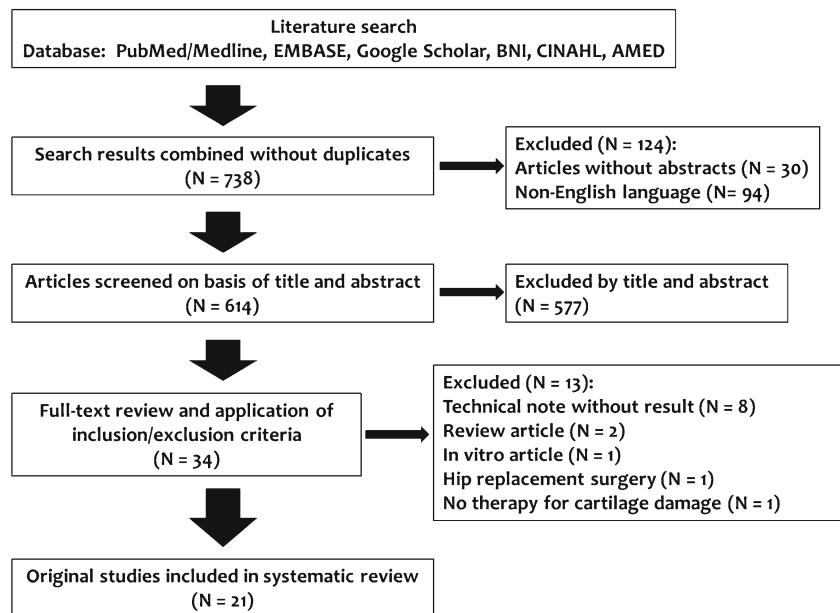 Literature search
Database: PubMed/Medline, EMBASE, Google Scholar, BNI, CINAHL, AMED
Search results combined without duplicates
(N = 738)
Excluded (N = 124):
Articles without abstracts (N = 30)
Non-English language (N= 94)
Articles screened on basis of title and abstract
(N = 614)
Excluded by title and abstract
(N = 577)
Full-text review and application of
inclusion/exclusion criteria
(N = 34)
Excluded (N = 13):
Technical note without result (N = 8)
Review article (N = 2)
In vitro article (N = 1)
Hip replacement surgery (N = 1)
No therapy for cartilage damage (N = 1)
Original studies included in systematic review
(N = 21)